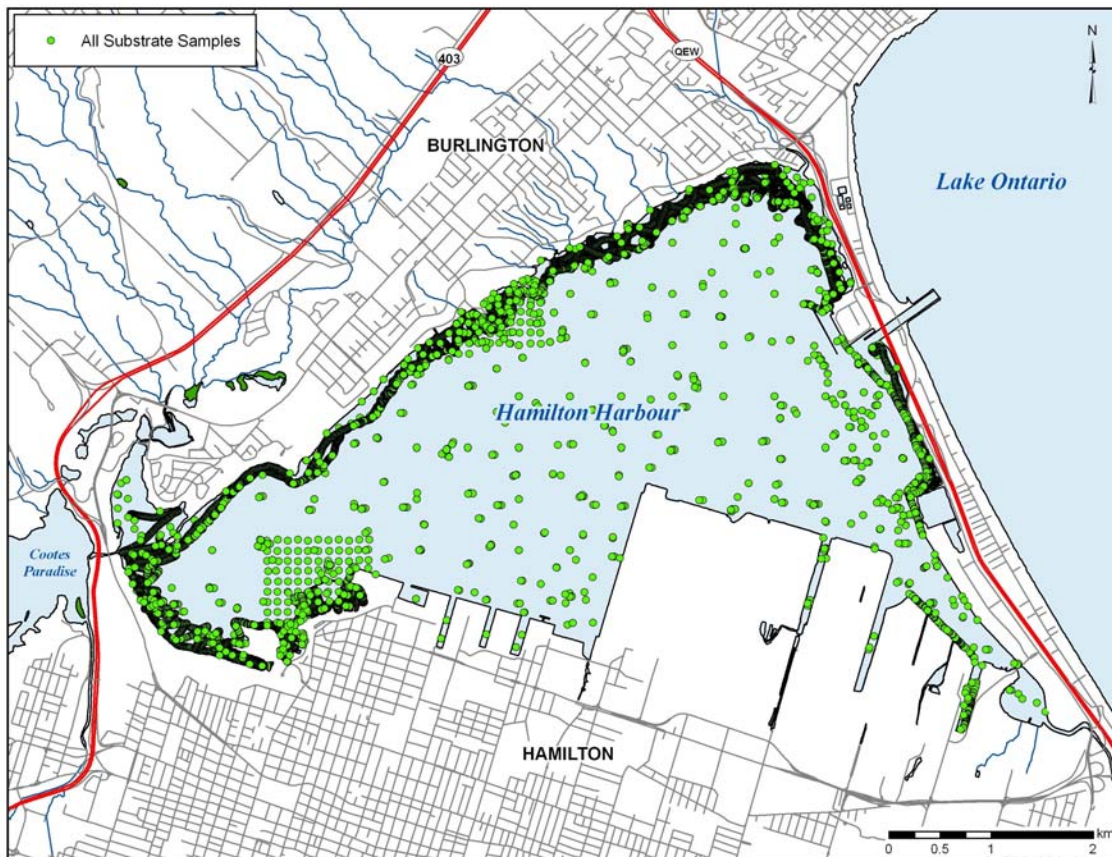 All Substrate Samples
403
QEW
N
BURLINGTON
Lake Ontario
Hamilton Harbour
Cootes
Paradise
HAMILTON
km
0 0.5 1 2